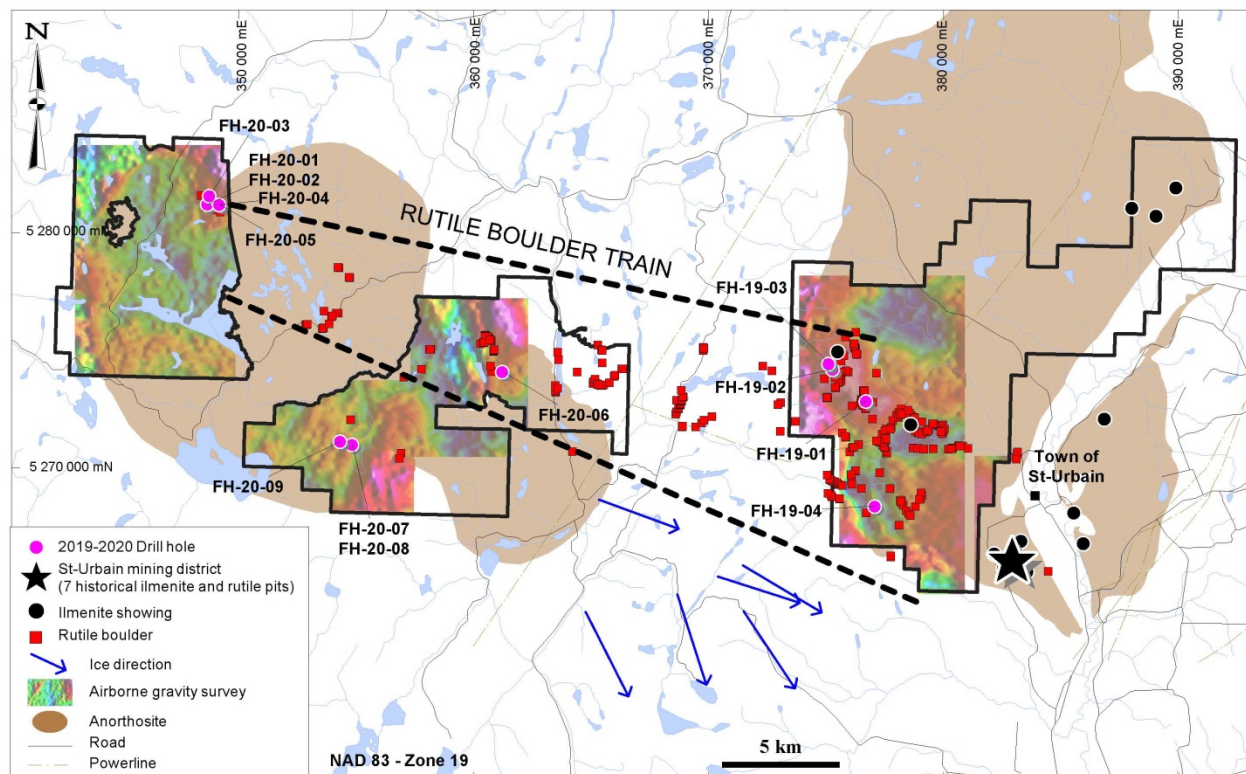 N
350 000 mE
360 000 mE
370 000 mE
380 000 mE
390 000 mE
FH-20-03
FH-20-01
FH-20-02
FH-20-04
FH-20-05
5 280 000 mN
RUTILE BOULDER TRAIN
FH-19-03
FH-19-02
FH-20-06
FH-19-01
Town of
St-Urbain
5 270 000 mN
FH-20-09
FH-19-04
FH-20-07
FH-20-08
2019-2020 Drill hole
St-Urbain mining district
(7 historical ilmenite and rutile pits)
Ilmenite showing
Rutile boulder
Ice direction
Airborne gravity survey
Anorthosite
Road
Powerline
NAD 83 - Zone 19
5 km